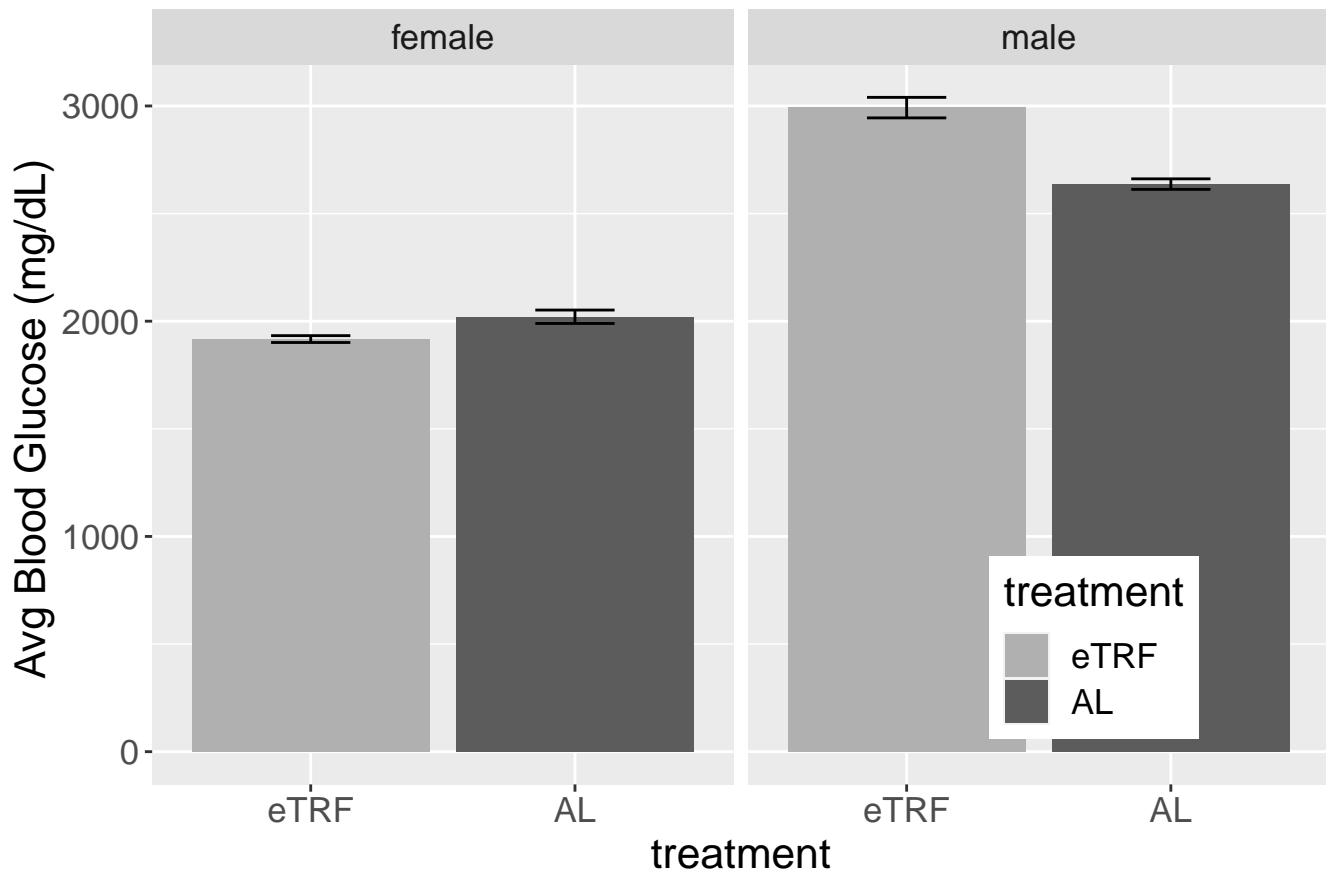 female
male
Avg Blood Glucose (mg/dL)
3000
2000
1000
0
treatment
eTRF
AL
eTRF
AL
eTRF
AL
treatment